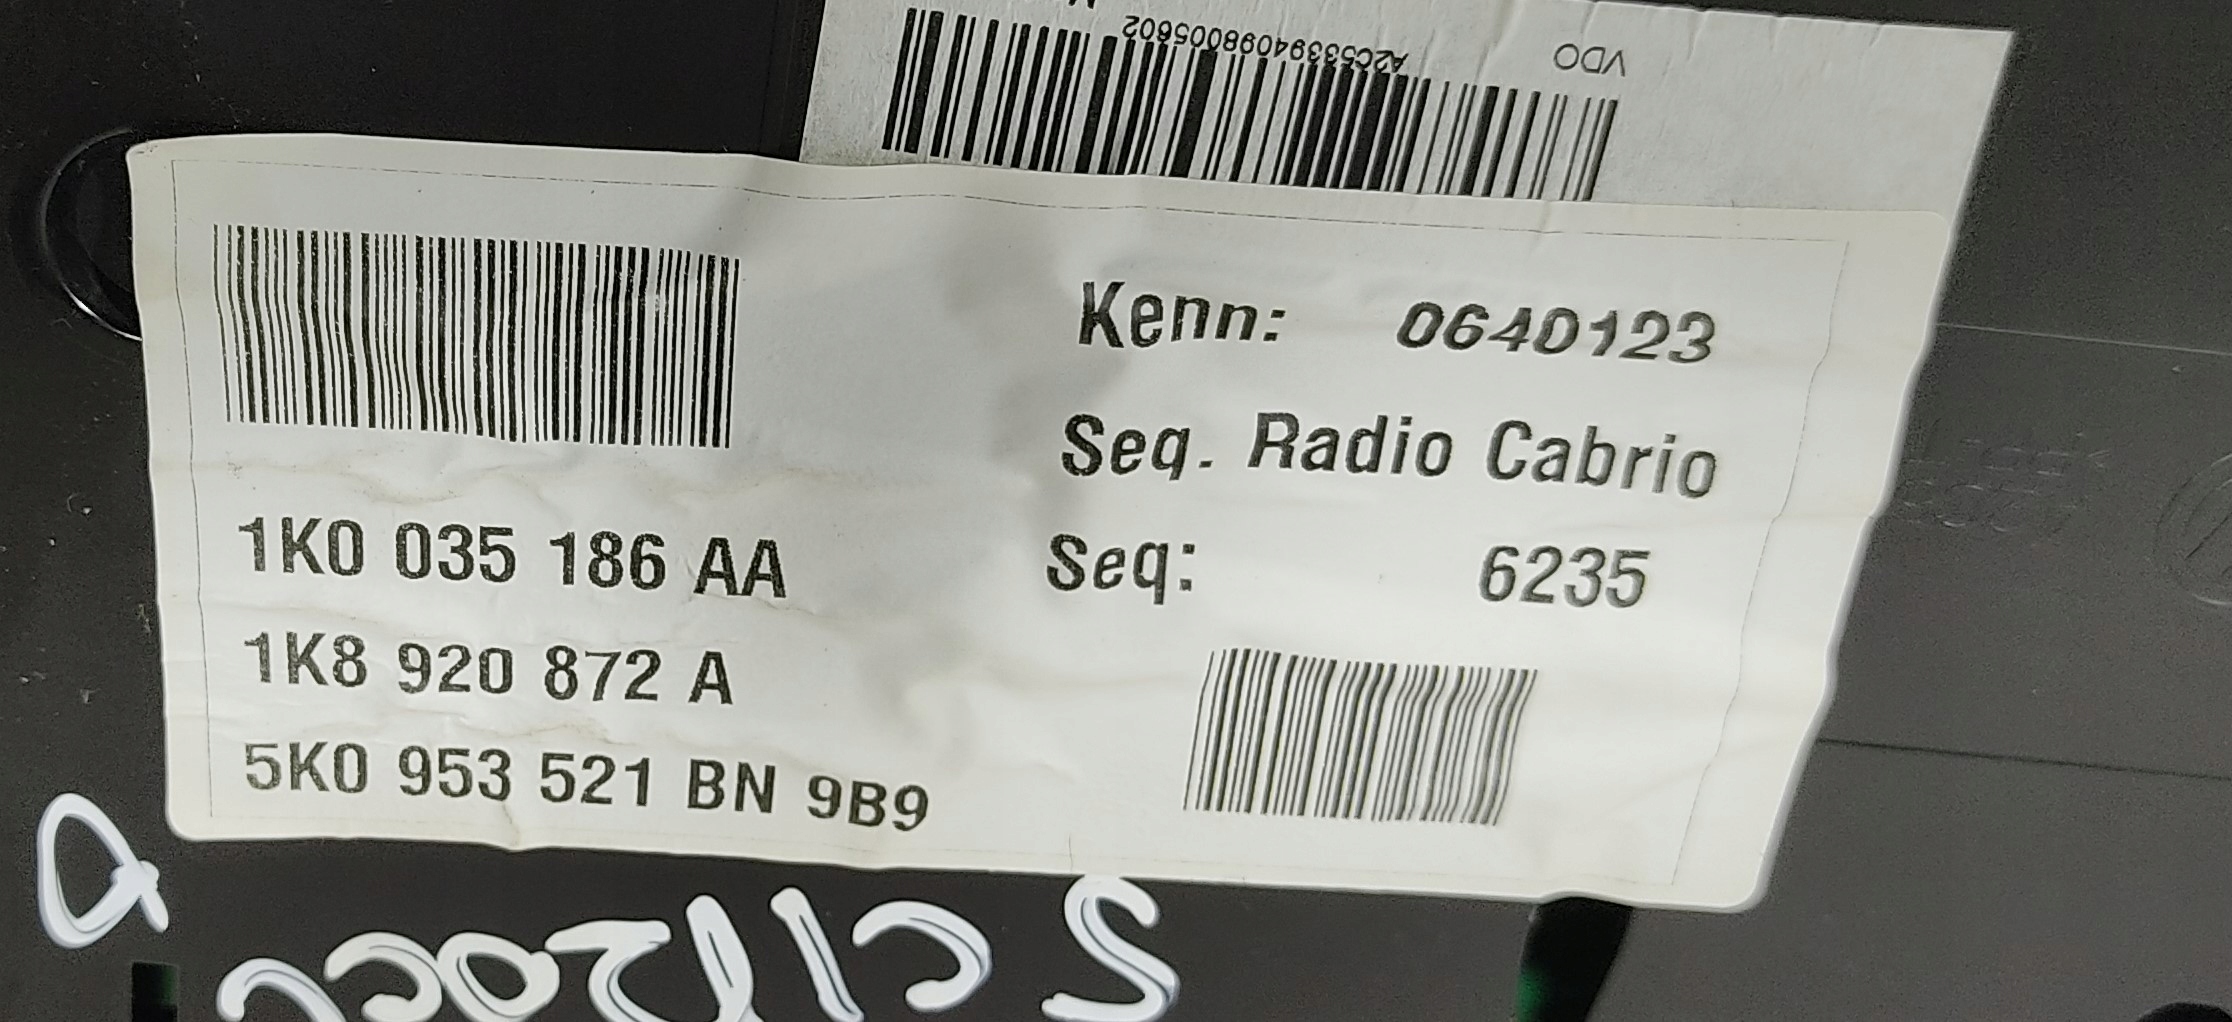 VDO
A2C53394098005602
Kenn: 0640123
Seq. Radio Cabrio
Seq: 6235
1K0 035 186 AA
1K8 920 872 A
5K0 953 521 BN 9B9